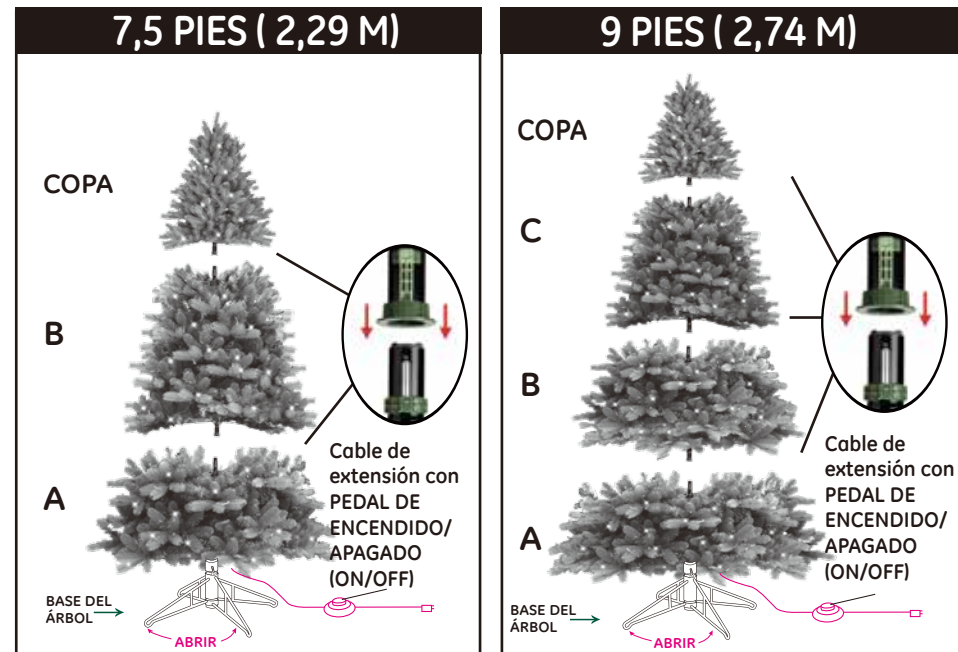 7,5 PIES ( 2,29 M)
COPA
B
A
Cable de
extensión con
PEDAL DE
ENCENDIDO/
APAGADO
(ON/OFF)
BASE DEL
ÁRBOL
ABRIR
9 PIES ( 2,74 M)
COPA
C
B
A
Cable de
extensión con
PEDAL DE
ENCENDIDO/
APAGADO
(ON/OFF)
BASE DEL
ÁRBOL
ABRIR